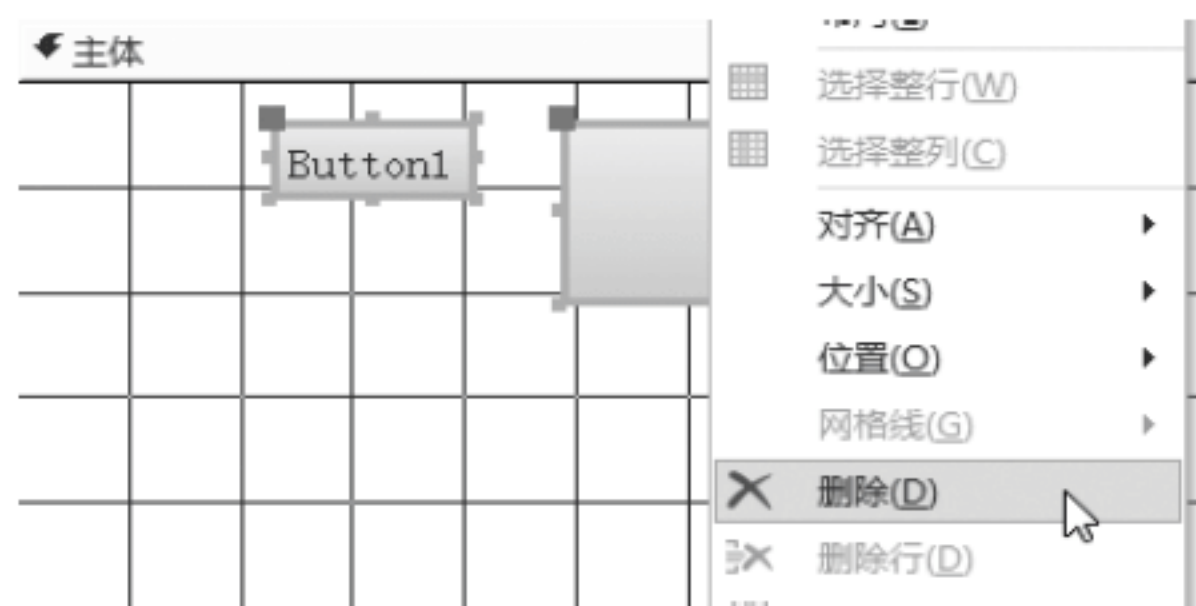 主体
Button1
选择整行(W)
选择整列(C)
对齐(A)
大小(S)
位置(O)
网格线(G)
删除(D)
删除行(D)